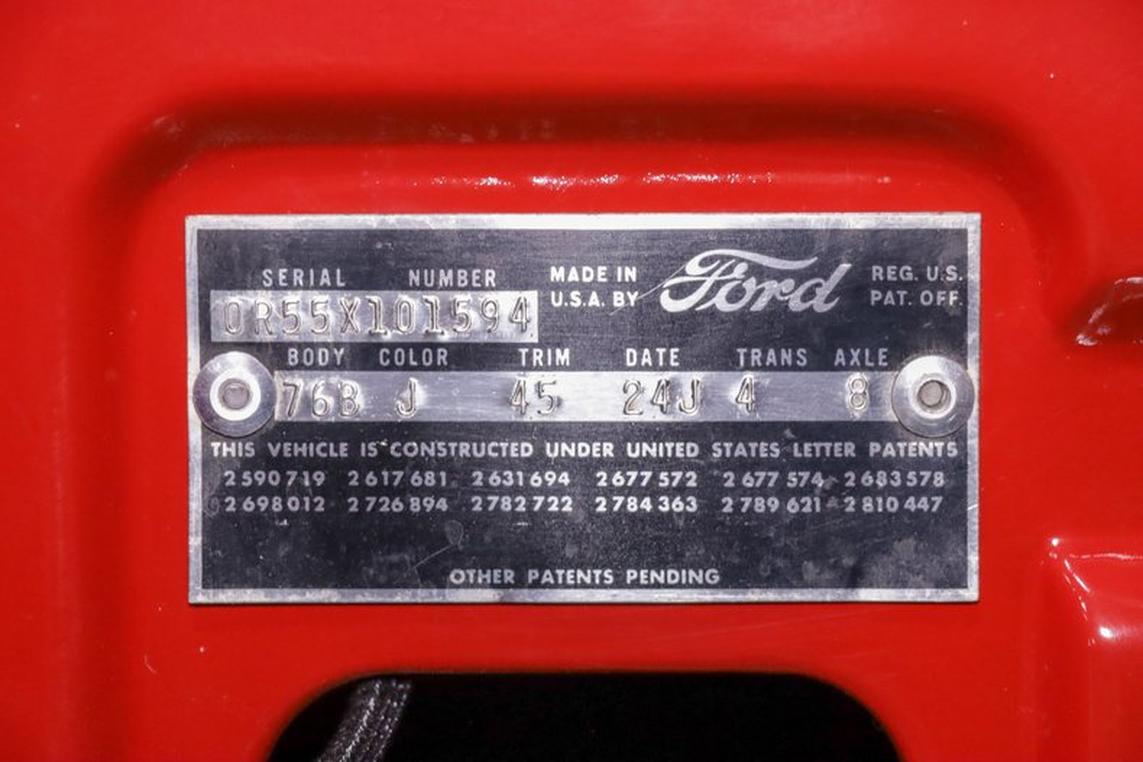 SERIAL NUMBER
MADE IN U.S.A. BY
Ford
REG. U.S. PAT. OFF.
0R55X101594
BODY COLOR TRIM DATE TRANS AXLE
76B J 45 24J 4 8
THIS VEHICLE IS CONSTRUCTED UNDER UNITED STATES LETTER PATENTS
2590719 2617681 2631694 2677572 2677574 2683578
2698012 2726894 2782722 2784363 2789621 2810447
OTHER PATENTS PENDING